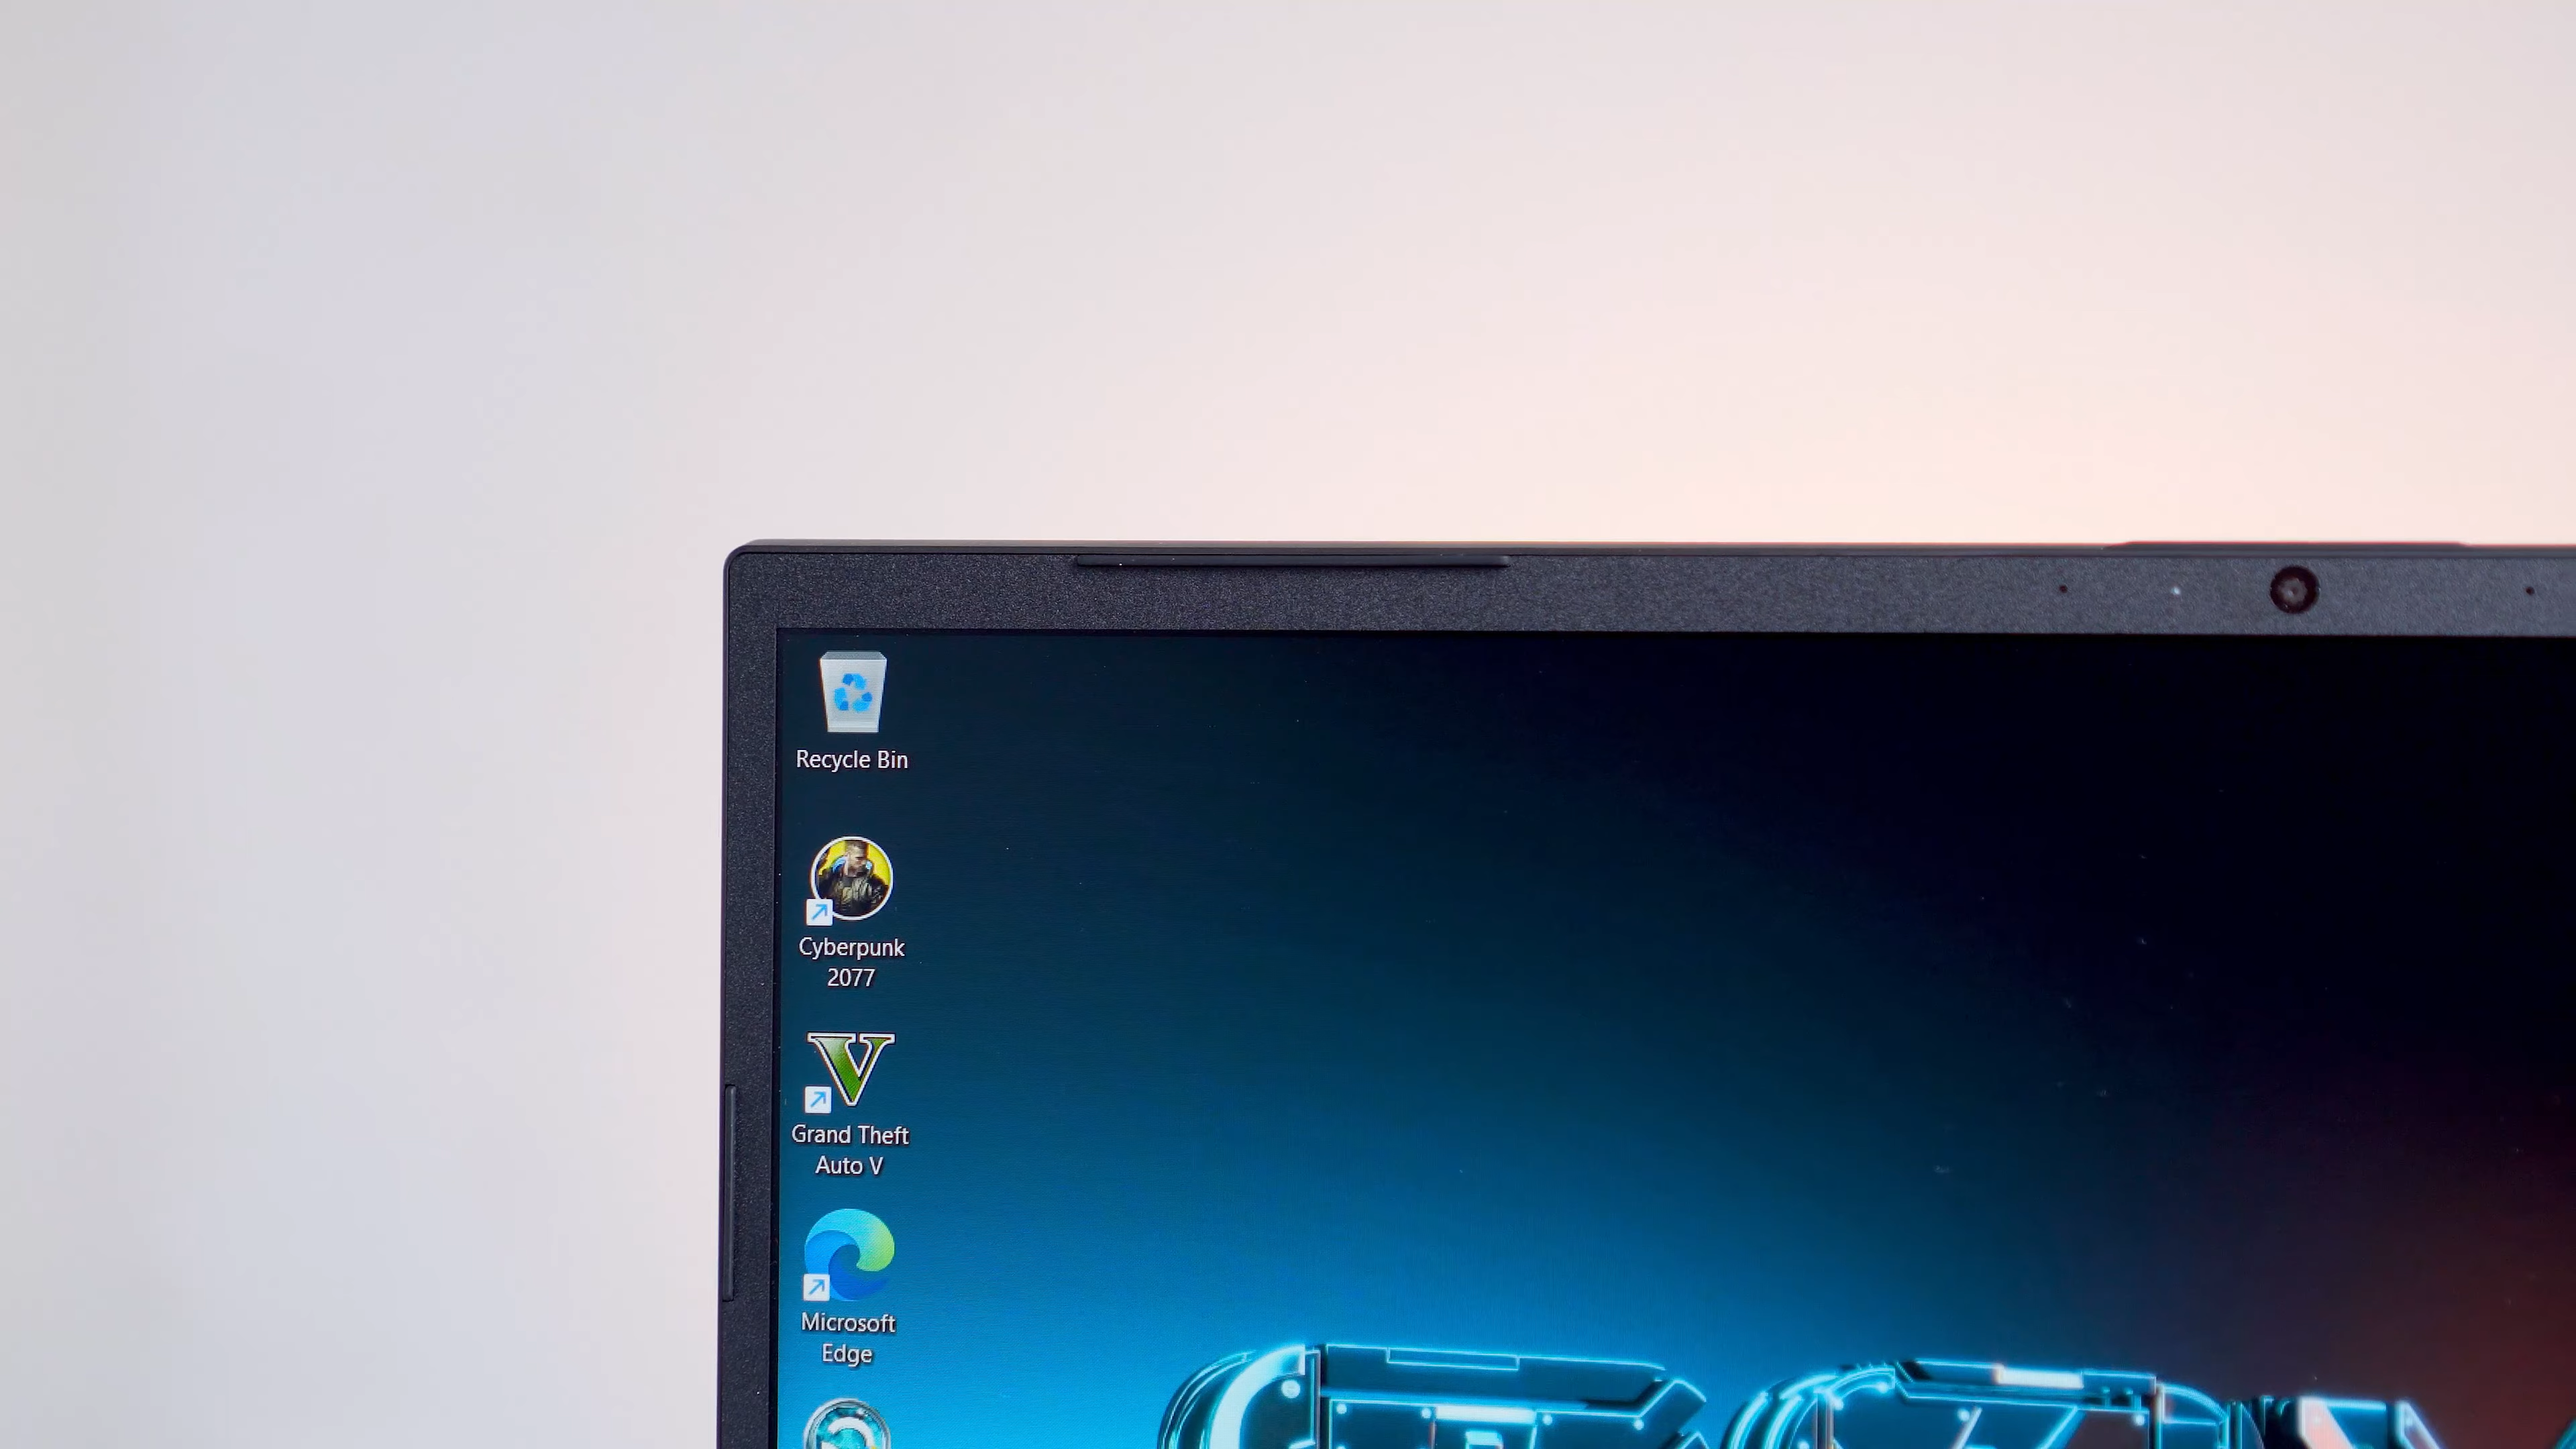 Recycle Bin
Cyberpunk
2077
V
Grand Theft
Auto V
Microsoft
Edge